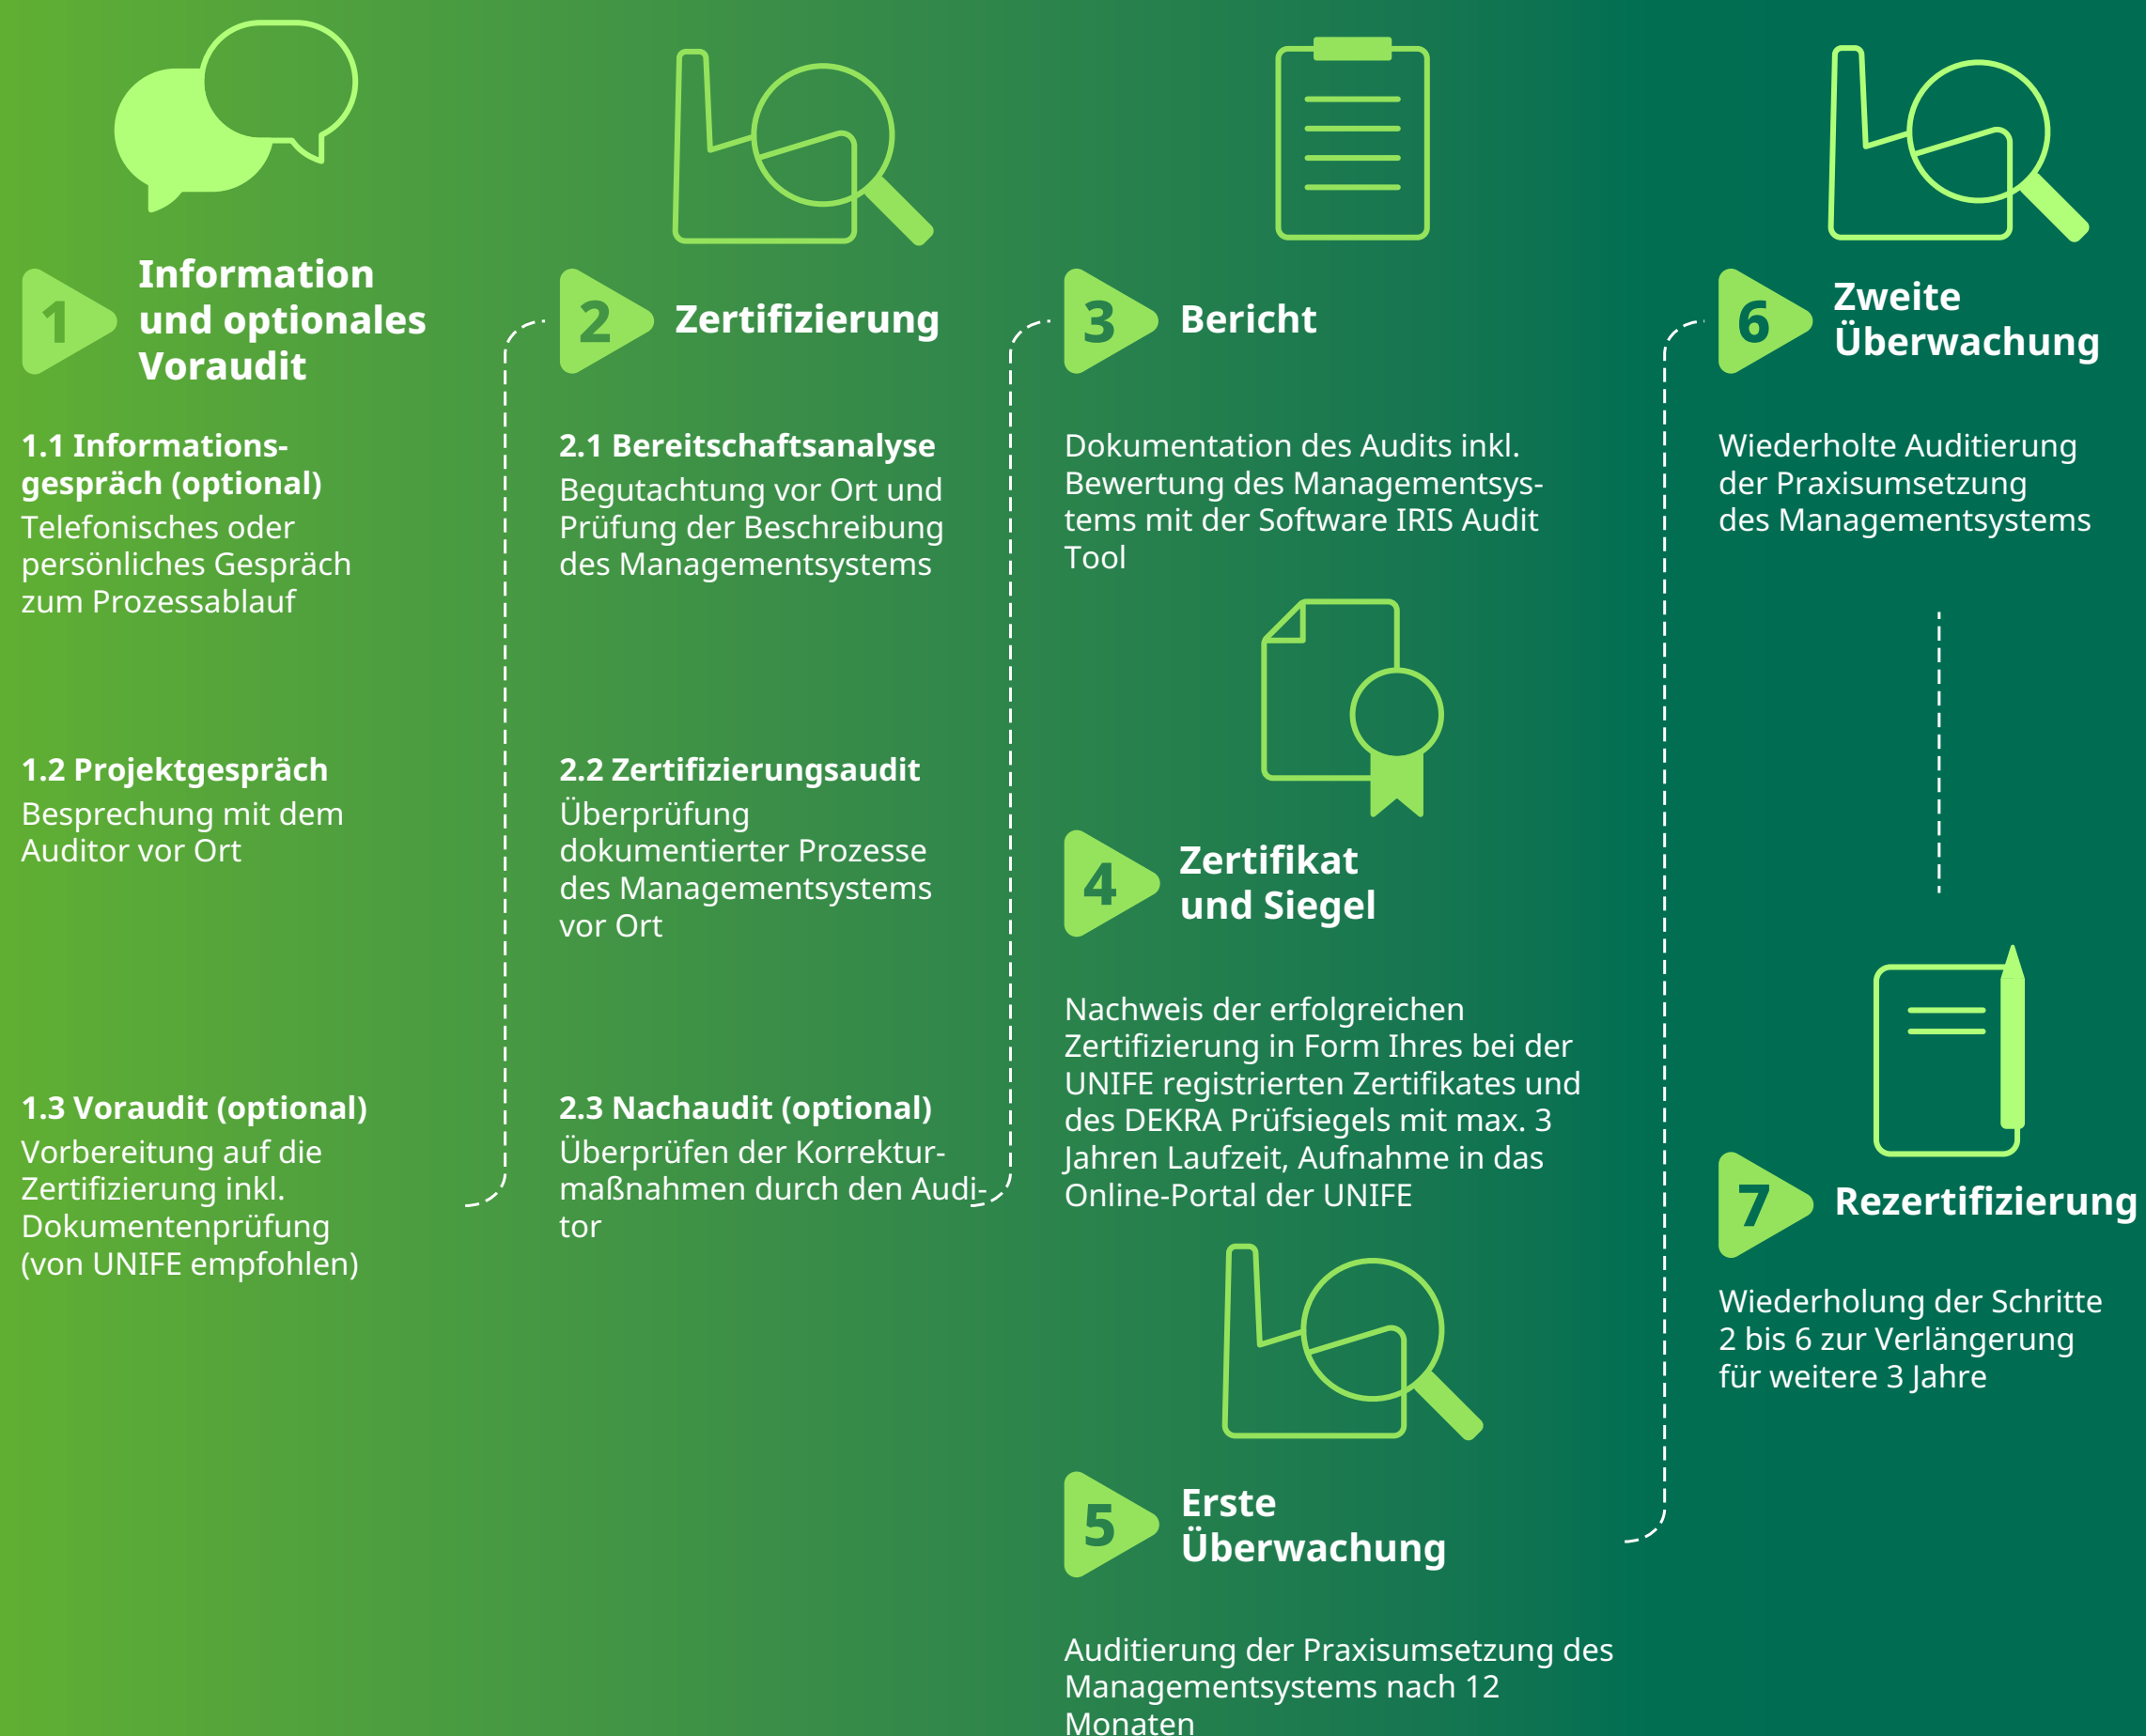 1
Information
und optionales
Voraudit
1.1 Informations-
gespräch (optional)
Telefonisches oder
persönliches Gespräch
zum Prozessablauf
1.2 Projektgespräch
Besprechung mit dem
Auditor vor Ort
1.3 Voraudit (optional)
Vorbereitung auf die
Zertifizierung inkl.
Dokumentenprüfung
(von UNIFE empfohlen)
2
Zertifizierung
2.1 Bereitschaftsanalyse
Begutachtung vor Ort und
Prüfung der Beschreibung
des Managementsystems
2.2 Zertifizierungsaudit
Überprüfung
dokumentierter Prozesse
des Managementsystems
vor Ort
2.3 Nachaudit (optional)
Überprüfen der Korrektur-
maßnahmen durch den Audi-
tor
3
Bericht
Dokumentation des Audits inkl.
Bewertung des Managementsys-
tems mit der Software IRIS Audit
Tool
4
Zertifikat
und Siegel
Nachweis der erfolgreichen
Zertifizierung in Form Ihres bei der
UNIFE registrierten Zertifikates und
des DEKRA Prüfsiegels mit max. 3
Jahren Laufzeit, Aufnahme in das
Online-Portal der UNIFE
5
Erste
Überwachung
Auditierung der Praxisumsetzung des
Managementsystems nach 12
Monaten
6
Zweite
Überwachung
Wiederholte Auditierung
der Praxisumsetzung
des Managementsystems
7
Rezertifizierung
Wiederholung der Schritte
2 bis 6 zur Verlängerung
für weitere 3 Jahre